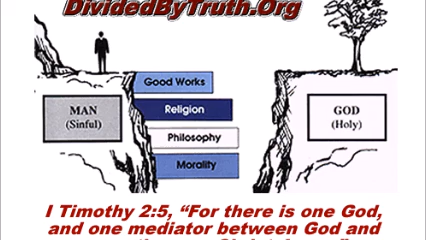 DividedByTruth.Org
Good Works
MAN
(Sinful)
Religion
GOD
(Holy)
Philosophy
Morality
I Timothy 2:5, “For there is one God,
and one mediator between God and